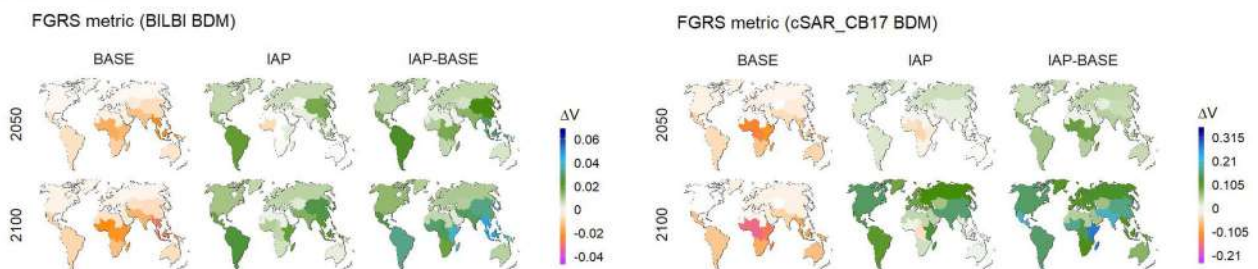 FGRS metric (BILBI BDM)
BASE IAP IAP-BASE
2050
2100
ΔV
0.06
0.04
0.02
0
-0.02
-0.04
FGRS metric (cSAR_CB17 BDM)
BASE IAP IAP-BASE
2050
2100
ΔV
0.315
0.21
0.105
0
-0.105
-0.21